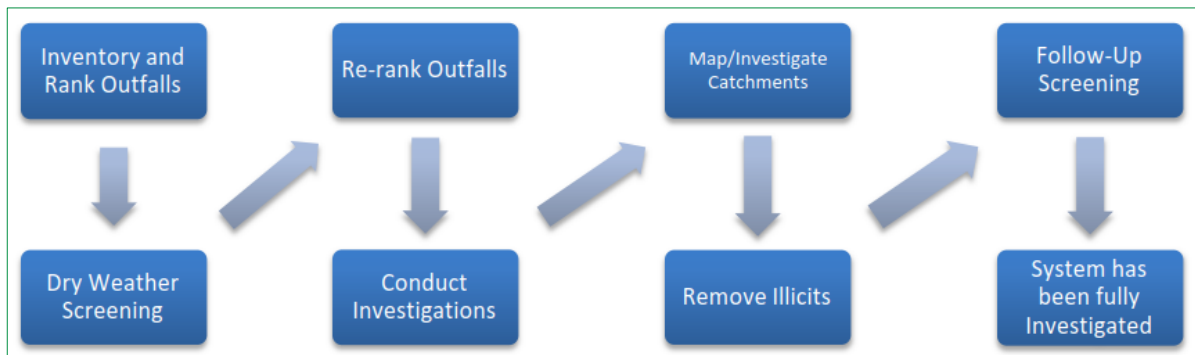 Inventory and
Rank Outfalls
Dry Weather
Screening
Re-rank Outfalls
Conduct
Investigations
Map/Investigate
Catchments
Remove Illicits
Follow-Up
Screening
System has
been fully
Investigated